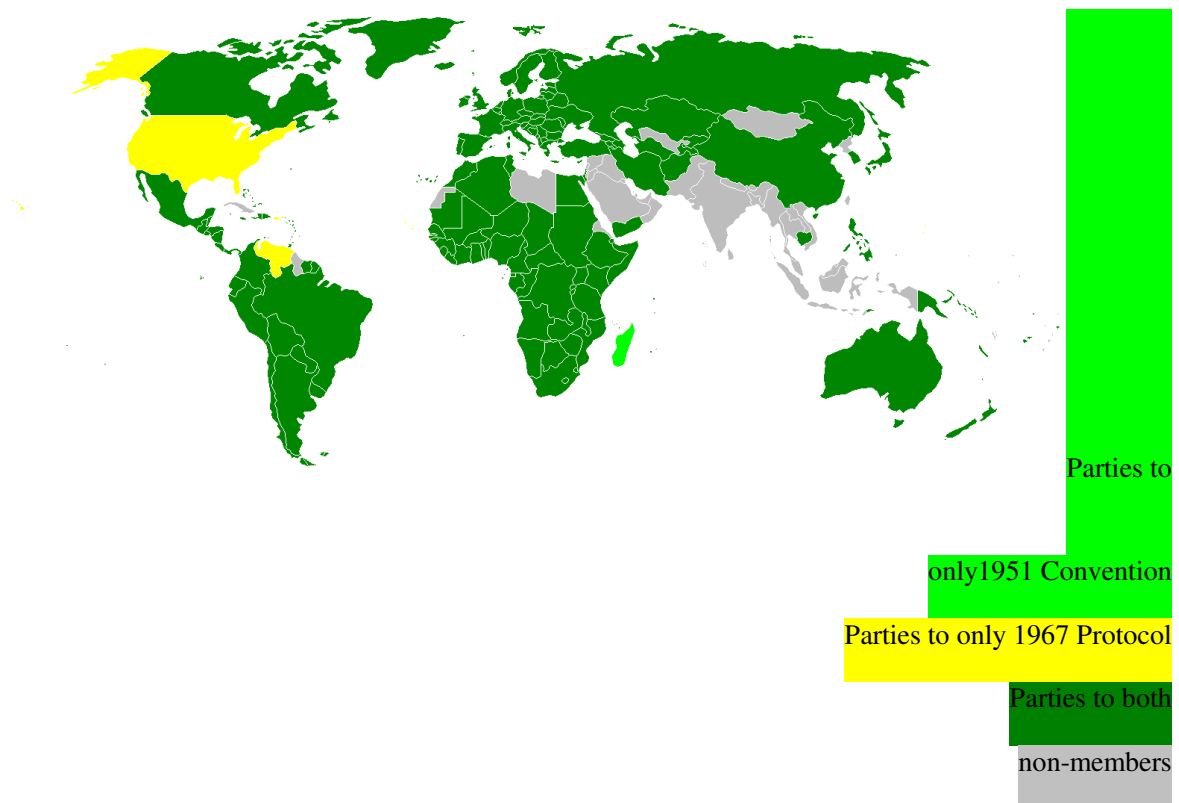 Parties to
only1951 Convention
Parties to only 1967 Protocol
Parties to both
non-members